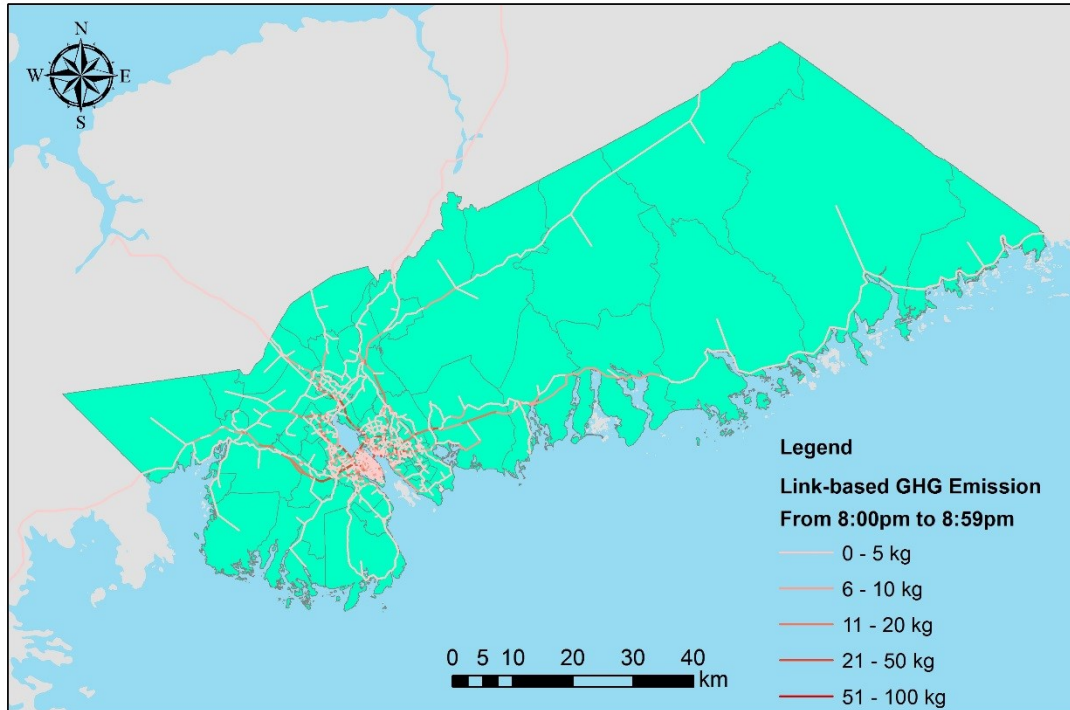 N
W E
S
Legend
Link-based GHG Emission
From 8:00pm to 8:59pm
0 - 5 kg
6 - 10 kg
11 - 20 kg
21 - 50 kg
51 - 100 kg
0 5 10 20 30 40
km